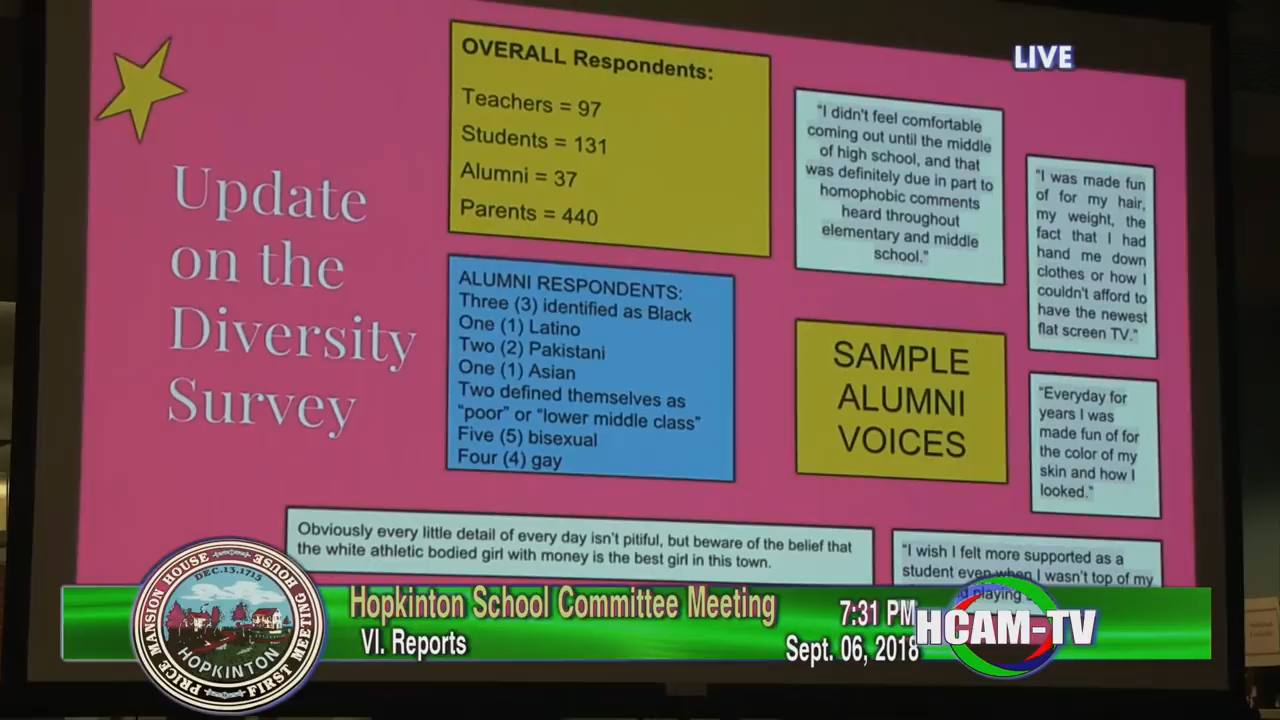 LIVE
Update
on the
Diversity
Survey
OVERALL Respondents:
Teachers = 97
Students = 131
Alumni = 37
Parents = 440
ALUMNI RESPONDENTS:
Three (3) identified as Black
One (1) Latino
Two (2) Pakistani
One (1) Asian
Two defined themselves as
"poor" or "lower middle class"
Five (5) bisexual
Four (4) gay
"I didn't feel comfortable
coming out until the middle
of high school, and that
was definitely due in part to
homophobic comments
heard throughout
elementary and middle
school."
"I was made fun
of for my hair,
my weight, the
fact that I had
hand me down
clothes or how I
couldn't afford to
have the newest
flat screen TV."
SAMPLE
ALUMNI
VOICES
"Everyday for
years I was
made fun of for
the color of my
skin and how I
looked."
Obviously every little detail of every day isn't pitiful, but beware of the belief that
the white athletic bodied girl with money is the best girl in this town.
"I wish I felt more supported as a
student even when I wasn't top of my
playing
PRICE MANSION HOUSE HOUSE FIRST MEETING
DEC.13.1715
HOPKINTON
Hopkinton School Committee Meeting
VI. Reports
7:31 PM
Sept. 06, 2018
HCAM-TV